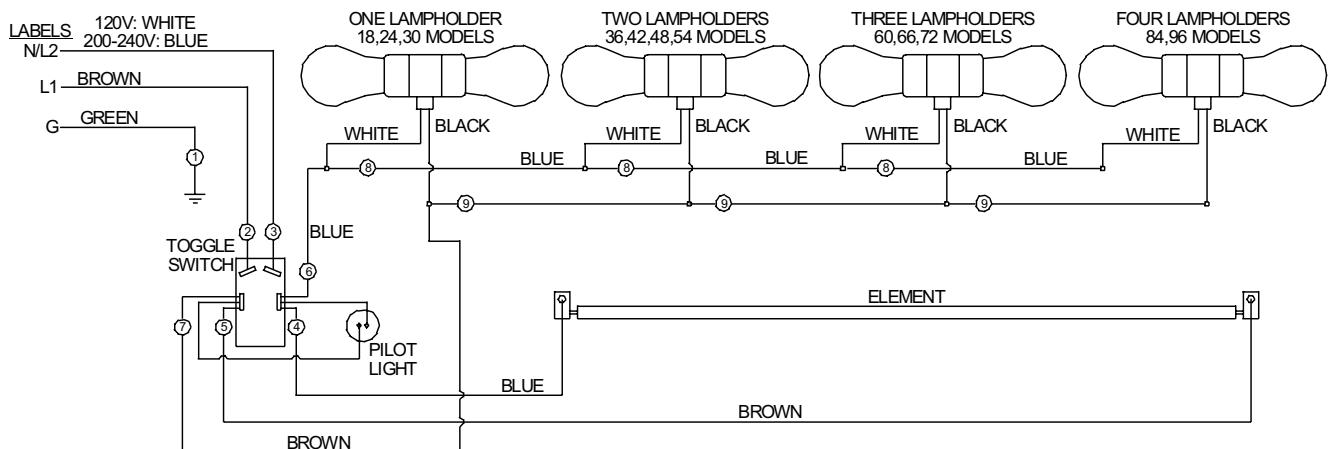 LABELS
120V: WHITE
200-240V: BLUE
N/L2
L1 BROWN
G GREEN
1
ONE LAMPHOLDER
18,24,30 MODELS
TWO LAMPHOLDERS
36,42,48,54 MODELS
THREE LAMPHOLDERS
60,66,72 MODELS
FOUR LAMPHOLDERS
84,96 MODELS
WHITE BLACK WHITE BLACK WHITE BLACK WHITE BLACK
8 BLUE 8 BLUE 8 BLUE
9 9 9
2 3 BLUE
TOGGLE
SWITCH
6
ELEMENT
7 5 4
PILOT
LIGHT
BLUE
BROWN
BROWN